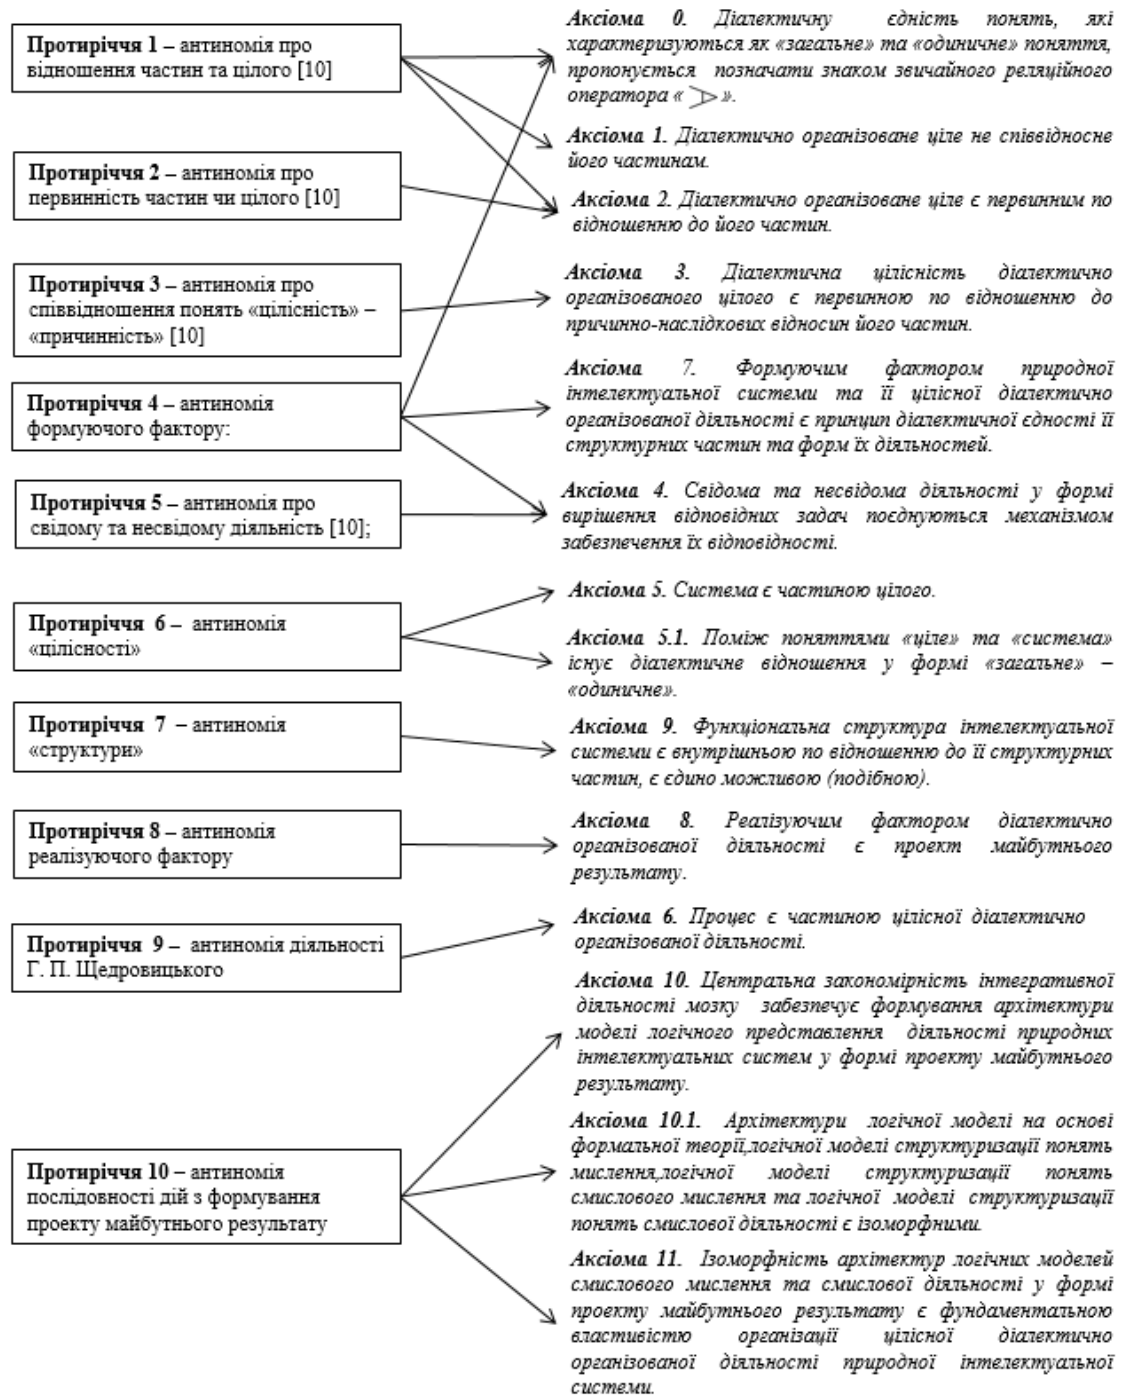 Протиріччя 1 – антиномія про
відношення частин та цілого [10]
Протиріччя 2 – антиномія про
первинність частин чи цілого [10]
Протиріччя 3 – антиномія про
співвідношення понять «цілісність» –
«причинність» [10]
Протиріччя 4 – антиномія
формуючого фактору:
Протиріччя 5 – антиномія про
свідому та несвідому діяльність [10];
Протиріччя 6 – антиномія
«цілісності»
Протиріччя 7 – антиномія
«структури»
Протиріччя 8 – антиномія
реалізуючого фактору
Протиріччя 9 – антиномія діяльності
Г. П. Щедровицького
Протиріччя 10 – антиномія
послідовності дій з формування
проекту майбутнього результату
Аксіома 0. Діалектичну єдність понять, які
характеризуються як «загальне» та «одиничне» поняття,
пропонується позначати знаком звичайного реляційного
оператора « ».
Аксіома 1. Діалектично організоване ціле не співвідносне
його частинам.
Аксіома 2. Діалектично організоване ціле є первинним по
відношенню до його частин.
Аксіома 3. Діалектична цілісність діалектично
організованого цілого є первинною по відношенню до
причинно-наслідкових відносин його частин.
Аксіома 7. Формуючим фактором природної
інтелектуальної системи та її цілісної діалектично
організованої діяльності є принцип діалектичної єдності її
структурних частин та форм їх діяльностей.
Аксіома 4. Свідома та несвідома діяльності у формі
вирішення відповідних задач поєднуються механізмом
забезпечення їх відповідності.
Аксіома 5. Система є частиною цілого.
Аксіома 5.1. Поміж поняттями «ціле» та «система»
існує діалектичне відношення у формі «загальне» –
«одиничне».
Аксіома 9. Функціональна структура інтелектуальної
системи є внутрішньою по відношенню до її структурних
частин, є єдино можливою (подібною).
Аксіома 8. Реалізуючим фактором діалектично
організованої діяльності є проект майбутнього
результату.
Аксіома 6. Процес є частиною цілісної діалектично
організованої діяльності.
Аксіома 10. Центральна закономірність інтегративної
діяльності мозку забезпечує формування архітектури
моделі логічного представлення діяльності природних
інтелектуальних систем у формі проекту майбутнього
результату.
Аксіома 10.1. Архітектури логічної моделі на основі
формальної теорії,логічної моделі структуризації понять
мислення,логічної моделі структуризації понять
смислового мислення та логічної моделі структуризації
понять смислової діяльності є ізоморфними.
Аксіома 11. Ізоморфність архітектур логічних моделей
смислового мислення та смислової діяльності у формі
проекту майбутнього результату є фундаментальною
властивістю організації цілісної діалектично
організованої діяльності природної інтелектуальної
системи.